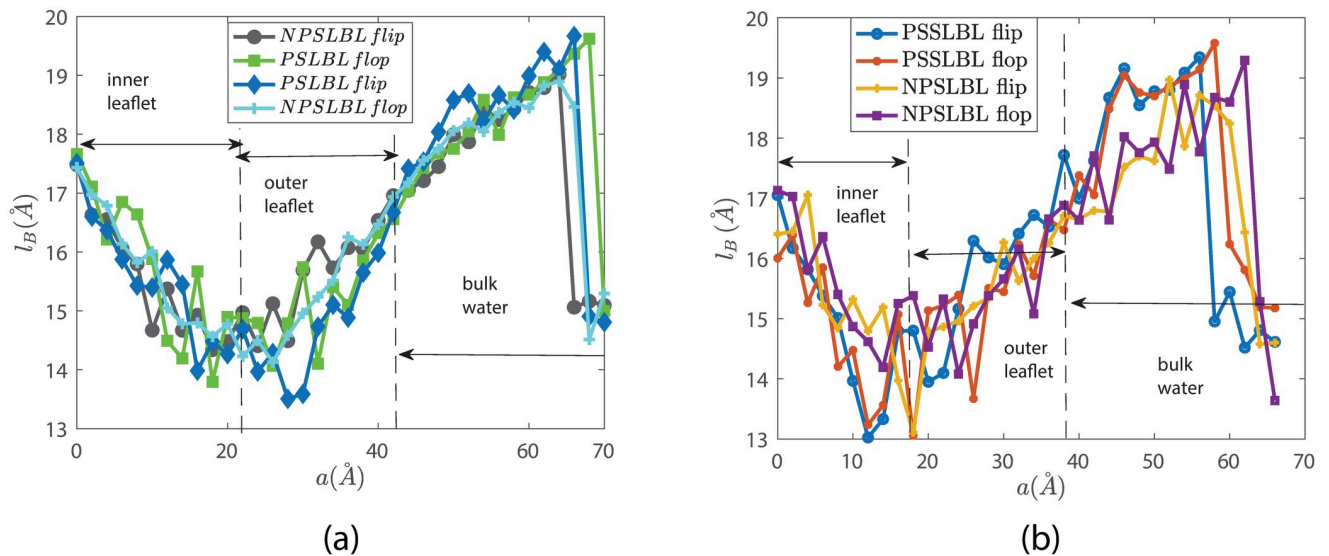 20
19
18
17
16
15
14
13
l_B (Å)
NPSLBL flip
PSLBL flop
PSLBL flip
NPSLBL flop
inner
leaflet
outer
leaflet
bulk
water
0 20 40 60 70
a(Å)
(a)
20
19
18
17
16
15
14
13
l_B (Å)
PSSLBL flip
PSSLBL flop
NPSLBL flip
NPSLBL flop
inner
leaflet
outer
leaflet
bulk
water
0 10 20 30 40 50 60 70
a(Å)
(b)